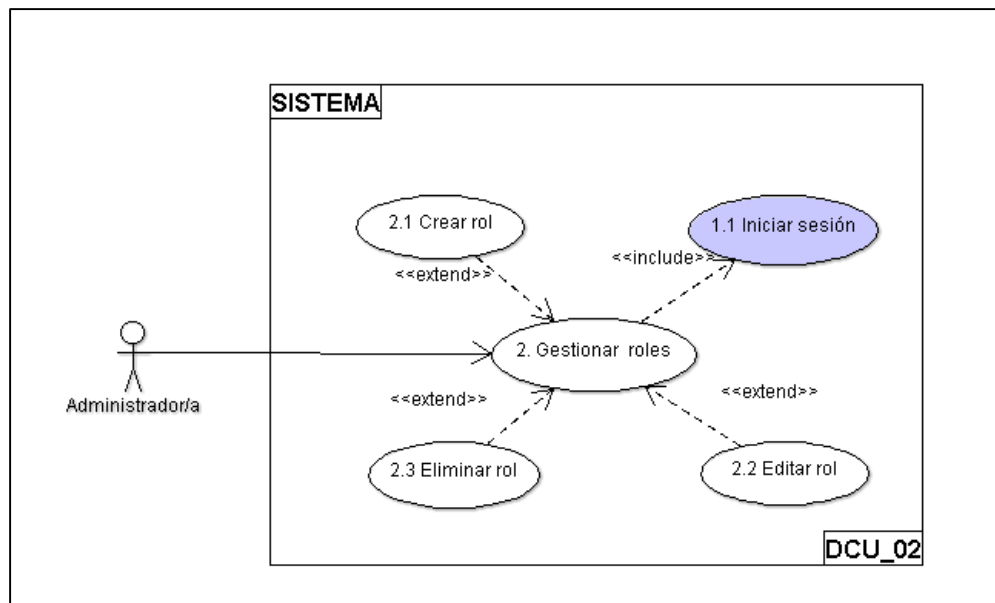 SISTEMA
2.1 Crear rol
1.1 Iniciar sesión
<<extend>>
<<include>>
2. Gestionar roles
Administrador/a
<<extend>>
<<extend>>
2.3 Eliminar rol
2.2 Editar rol
DCU_02